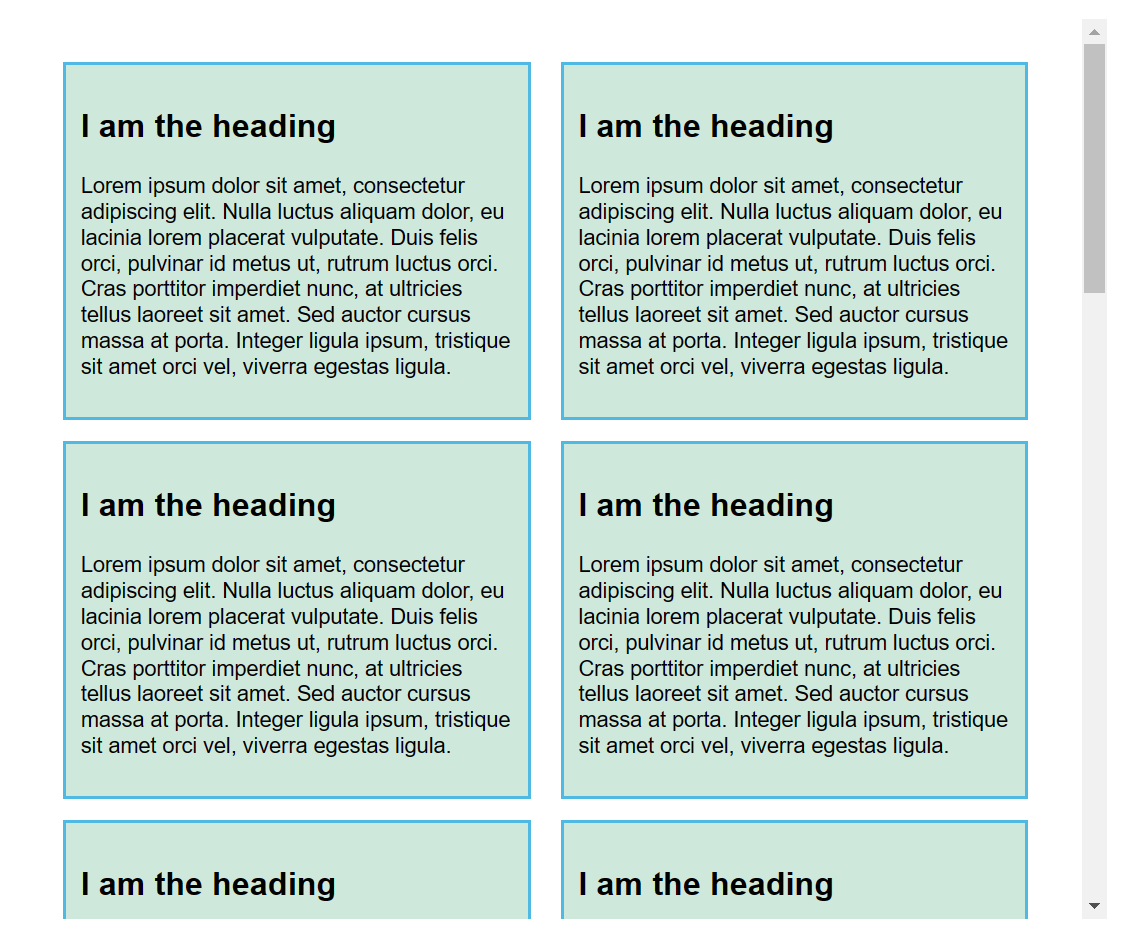 I am the heading
Lorem ipsum dolor sit amet, consectetur
adipiscing elit. Nulla luctus aliquam dolor, eu
lacinia lorem placerat vulputate. Duis felis
orci, pulvinar id metus ut, rutrum luctus orci.
Cras porttitor imperdiet nunc, at ultricies
tellus laoreet sit amet. Sed auctor cursus
massa at porta. Integer ligula ipsum, tristique
sit amet orci vel, viverra egestas ligula.
I am the heading
Lorem ipsum dolor sit amet, consectetur
adipiscing elit. Nulla luctus aliquam dolor, eu
lacinia lorem placerat vulputate. Duis felis
orci, pulvinar id metus ut, rutrum luctus orci.
Cras porttitor imperdiet nunc, at ultricies
tellus laoreet sit amet. Sed auctor cursus
massa at porta. Integer ligula ipsum, tristique
sit amet orci vel, viverra egestas ligula.
I am the heading
Lorem ipsum dolor sit amet, consectetur
adipiscing elit. Nulla luctus aliquam dolor, eu
lacinia lorem placerat vulputate. Duis felis
orci, pulvinar id metus ut, rutrum luctus orci.
Cras porttitor imperdiet nunc, at ultricies
tellus laoreet sit amet. Sed auctor cursus
massa at porta. Integer ligula ipsum, tristique
sit amet orci vel, viverra egestas ligula.
I am the heading
Lorem ipsum dolor sit amet, consectetur
adipiscing elit. Nulla luctus aliquam dolor, eu
lacinia lorem placerat vulputate. Duis felis
orci, pulvinar id metus ut, rutrum luctus orci.
Cras porttitor imperdiet nunc, at ultricies
tellus laoreet sit amet. Sed auctor cursus
massa at porta. Integer ligula ipsum, tristique
sit amet orci vel, viverra egestas ligula.
I am the heading
I am the heading